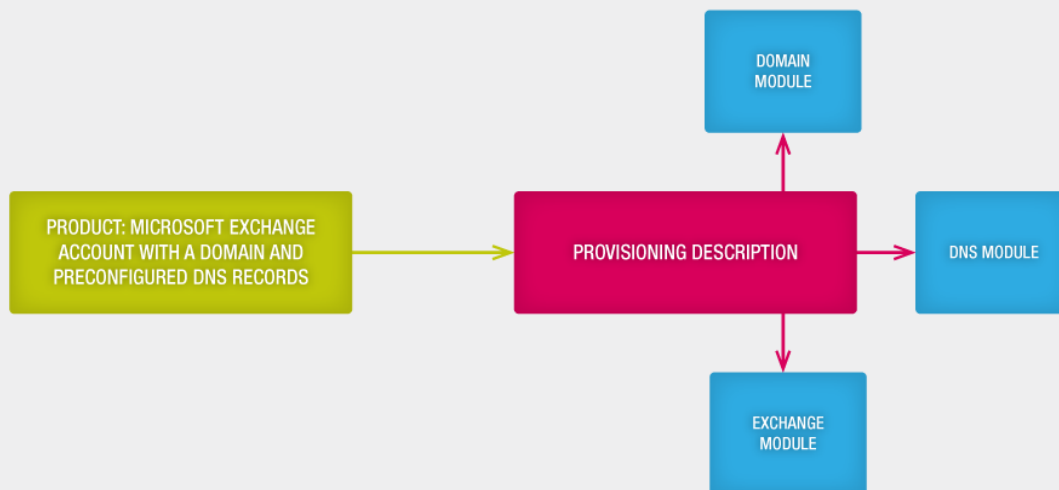 DOMAIN
MODULE
PRODUCT: MICROSOFT EXCHANGE
ACCOUNT WITH A DOMAIN AND
PRECONFIGURED DNS RECORDS
PROVISIONING DESCRIPTION
DNS MODULE
EXCHANGE
MODULE